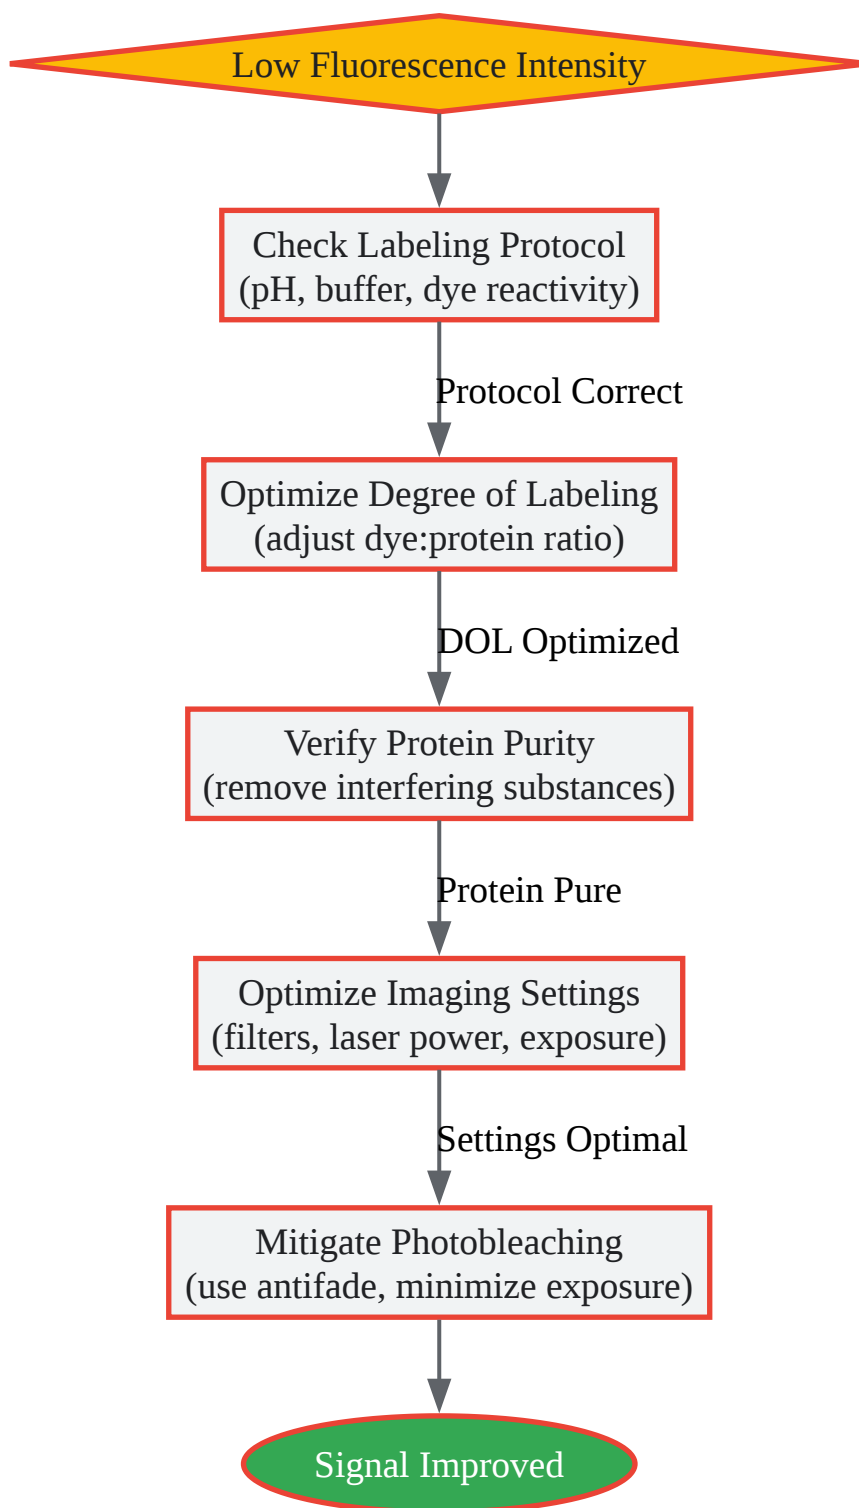 Low Fluorescence Intensity
Check Labeling Protocol
(pH, buffer, dye reactivity)
Protocol Correct
Optimize Degree of Labeling
(adjust dye:protein ratio)
DOL Optimized
Verify Protein Purity
(remove interfering substances)
Protein Pure
Optimize Imaging Settings
(filters, laser power, exposure)
Settings Optimal
Mitigate Photobleaching
(use antifade, minimize exposure)
Signal Improved